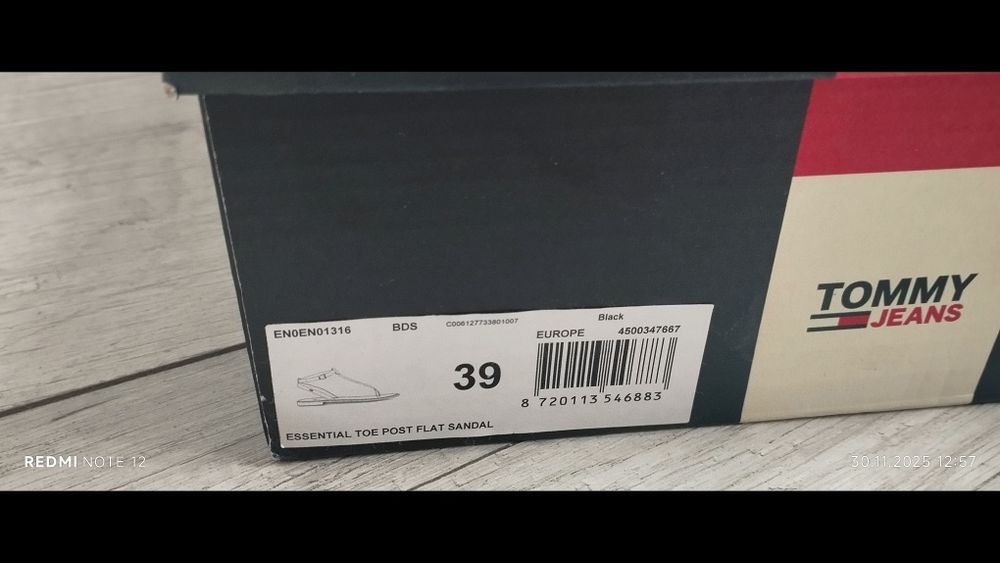 TOMMY
JEANS
EN0EN01316 BDS C006127733801007 Black
EUROPE 4500347667
39
8 720113 546883
ESSENTIAL TOE POST FLAT SANDAL
REDMI NOTE 12
30.11.2025 12:57